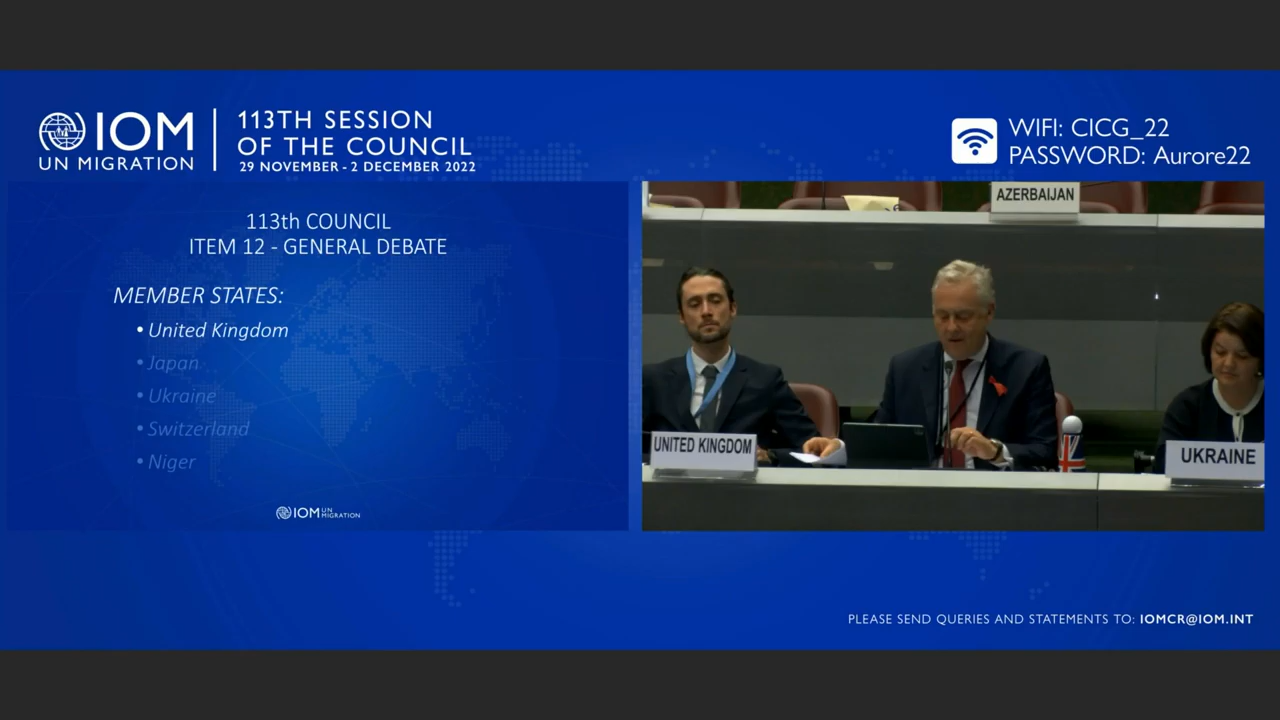 IOM
UN MIGRATION
113TH SESSION
OF THE COUNCIL
29 NOVEMBER - 2 DECEMBER 2022
WIFI: CICG_22
PASSWORD: Aurore22
113th COUNCIL
ITEM 12 - GENERAL DEBATE
MEMBER STATES:
• United Kingdom
• Japan
• Ukraine
• Switzerland
• Niger
IOM UN
MIGRATION
AZERBAIJAN
UNITED KINGDOM
UKRAINE
PLEASE SEND QUERIES AND STATEMENTS TO: IOMCR@IOM.INT